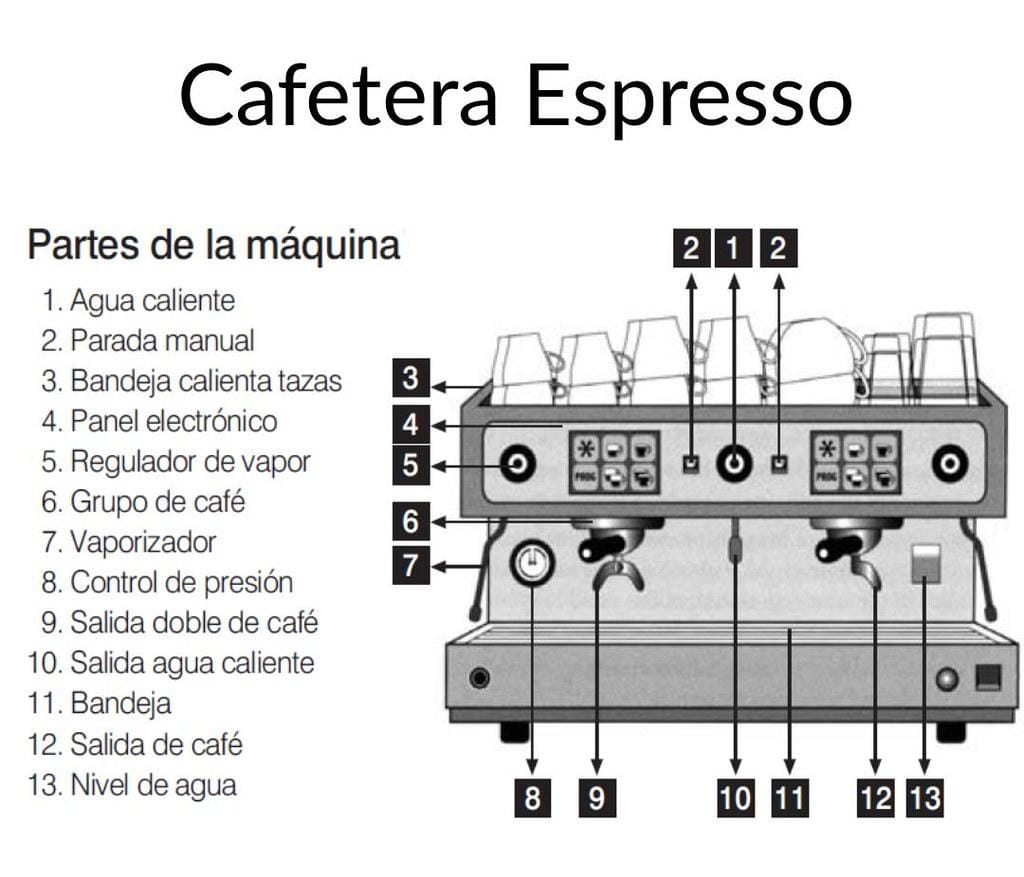 Cafetera Espresso
Partes de la máquina
1. Agua caliente
2. Parada manual
3. Bandeja calienta tazas
4. Panel electrónico
5. Regulador de vapor
6. Grupo de café
7. Vaporizador
8. Control de presión
9. Salida doble de café
10. Salida agua caliente
11. Bandeja
12. Salida de café
13. Nivel de agua
2 1 2
3
4
5
6
7
PROG PROG
8 9 10 11 12 13